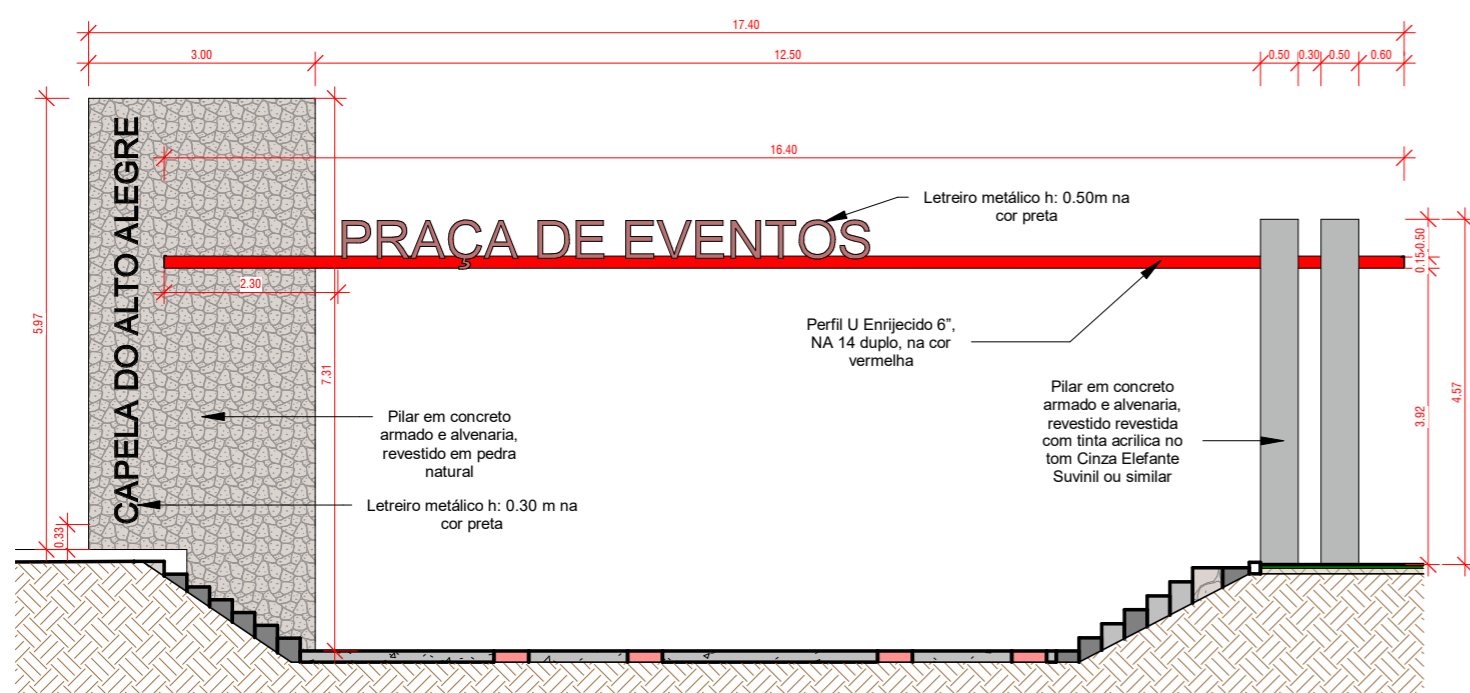 17.40
3.00
12.50
0.50
0.30
0.50
0.60
16.40
CAPELA DO ALTO ALEGRE
PRAÇA DE EVENTOS
Letreiro metálico h: 0.50m na
cor preta
2.30
5.97
7.31
0.33
0.50
0.15
3.92
4.57
Perfil U Enrijecido 6”,
NA 14 duplo, na cor
vermelha
Pilar em concreto
armado e alvenaria,
revestido em pedra
natural
Letreiro metálico h: 0.30 m na
cor preta
Pilar em concreto
armado e alvenaria,
revestido revestida
com tinta acrilica no
tom Cinza Elefante
Suvinil ou similar